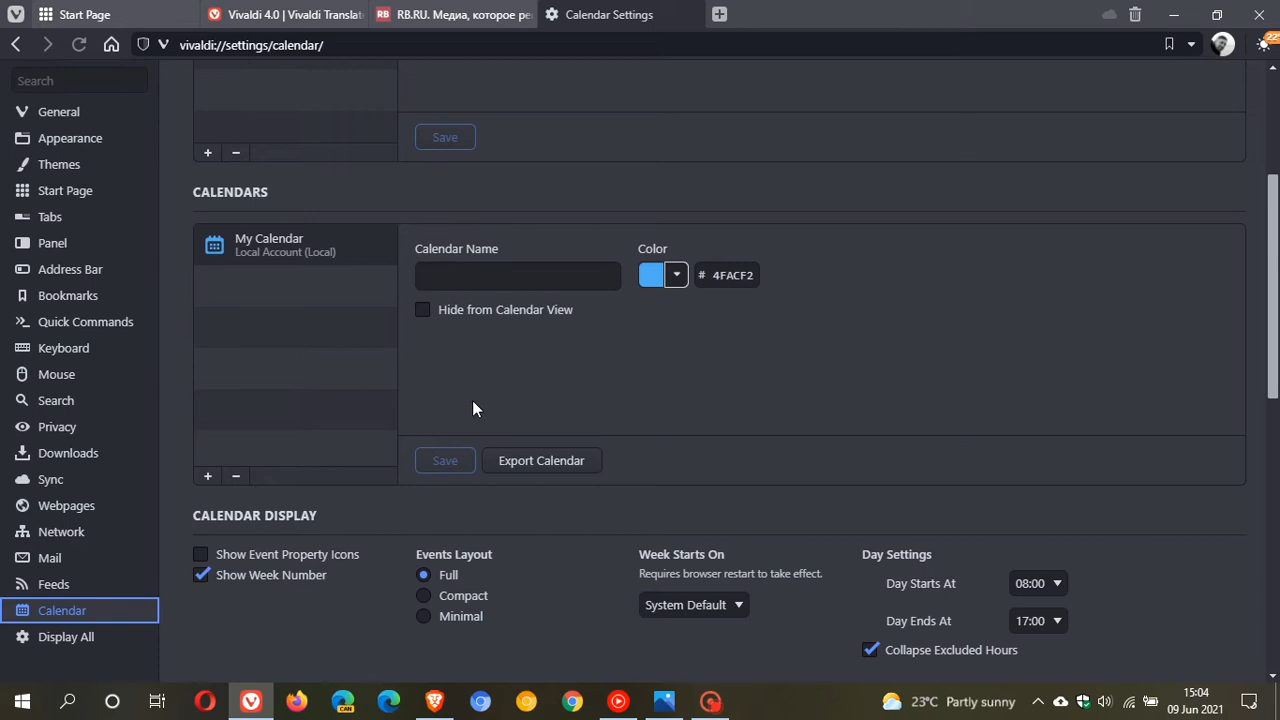 Start Page
Vivaldi 4.0 | Vivaldi Translat
RB
RB.RU. Медиа, которое ре
Calendar Settings
vivaldi://settings/calendar/
22°
Search
General
Appearance
Themes
Start Page
Tabs
Panel
Address Bar
Bookmarks
Quick Commands
Keyboard
Mouse
Search
Privacy
Downloads
Sync
Webpages
Network
Mail
Feeds
Calendar
Display All
Save
+ −
CALENDARS
My Calendar
Local Account (Local)
Calendar Name
Color
# 4FACF2
Hide from Calendar View
Save
Export Calendar
+ −
CALENDAR DISPLAY
Show Event Property Icons
Show Week Number
Events Layout
Full
Compact
Minimal
Week Starts On
Requires browser restart to take effect.
System Default
Day Settings
Day Starts At
08:00
Day Ends At
17:00
Collapse Excluded Hours
CAN
23°C Partly sunny
15:04
09 Jun 2021